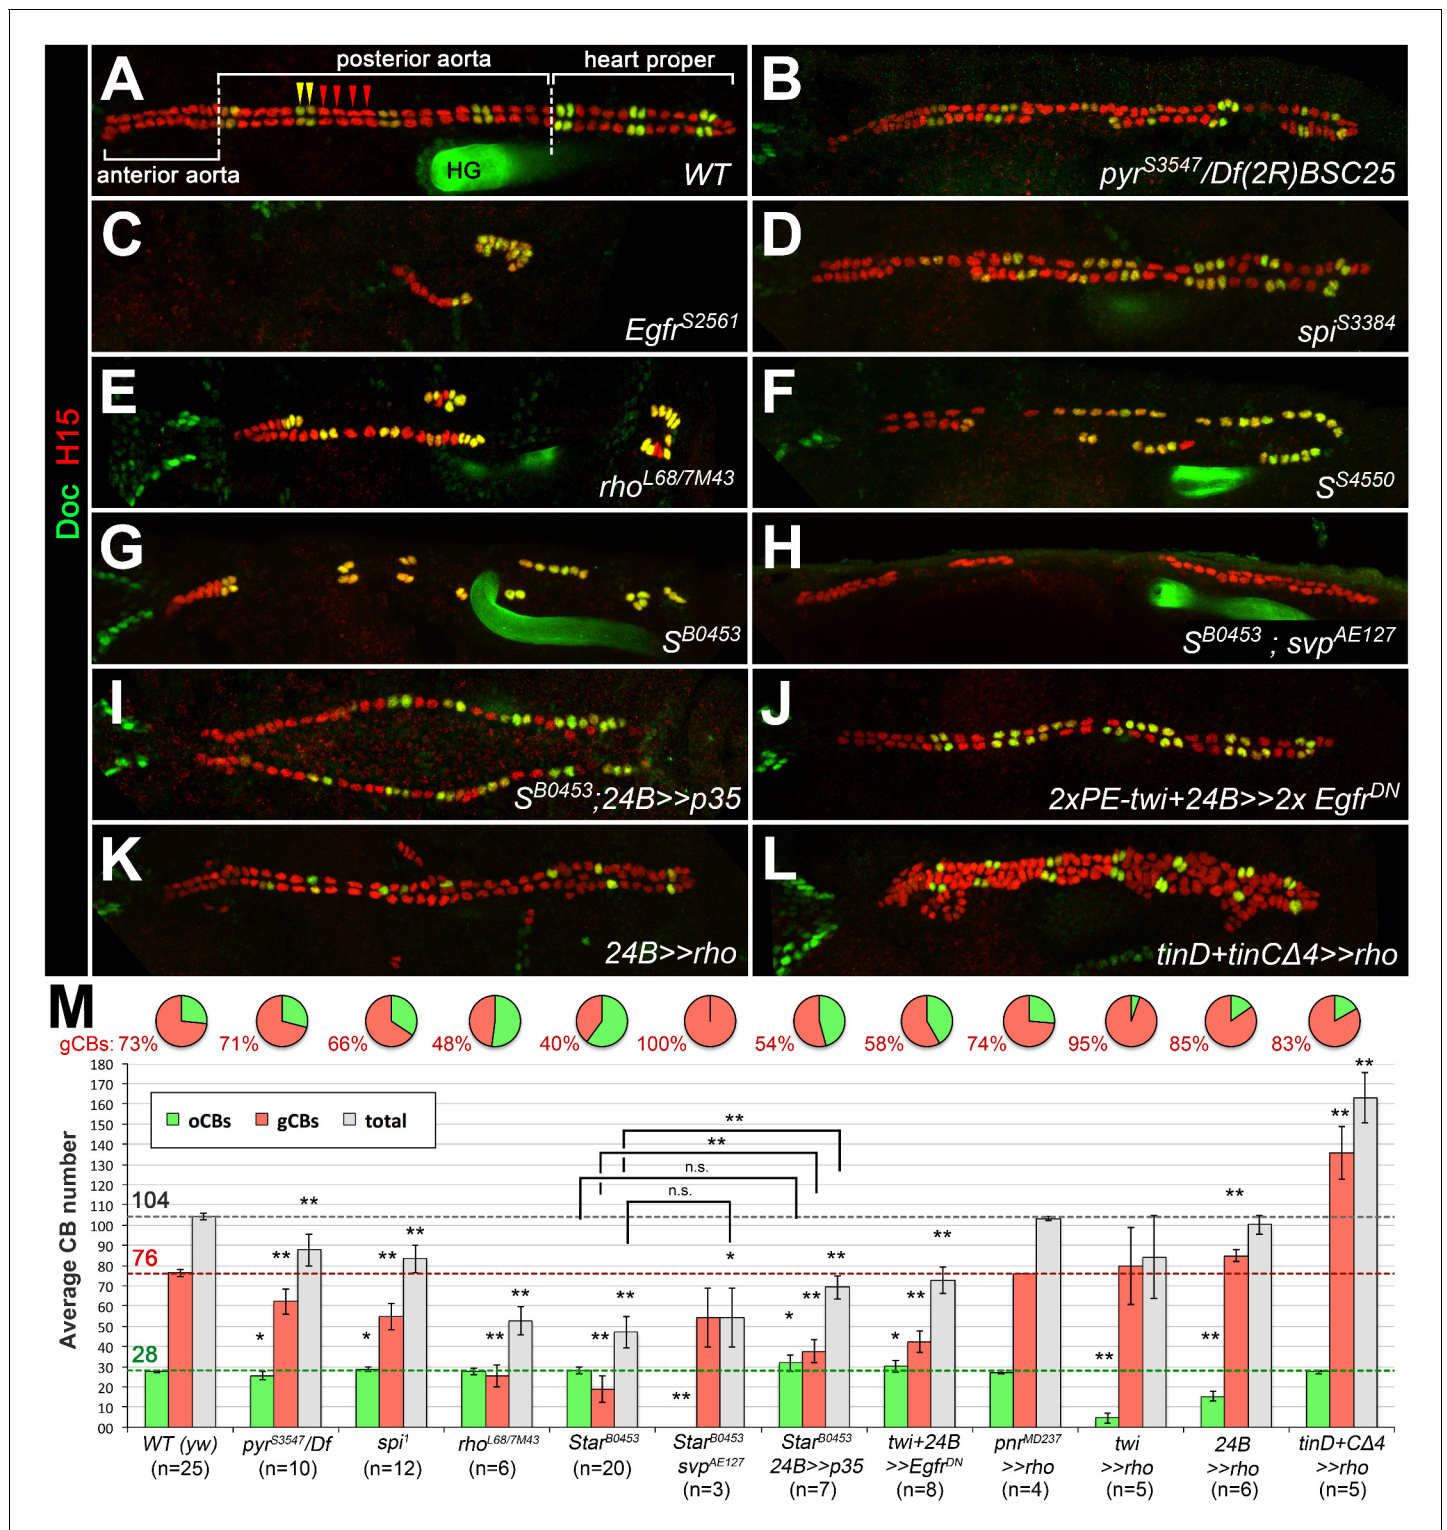 Doc H15
A
posterior aorta
heart proper
anterior aorta
HG
WT
B
pyrS3547/Df(2R)BSC25
C
EgfrS2561
D
spiS3384
E
rhoL68/7M43
F
SS4550
G
SB0453
H
SB0453 ; svpAE127
I
SB0453;24B>>p35
J
2xPE-twi+24B>>2x EgfrDN
K
24B>>rho
L
tinD+tinCΔ4>>rho
M
gCBs: 73% 71% 66% 48% 40% 100% 54% 58% 74% 95% 85% 83%
Average CB number
180
170
160
150
140
130
120
110
100
90
80
70
60
50
40
30
20
10
00
oCBs gCBs total
104
76
28
** ** **
** ** **
* **
** **
** **
** *
* ** **
* ** **
**
** **
** **
**
**
n.s.
n.s.
WT (yw) pyrS3547/Df spi1 rhoL68/7M43 StarB0453 StarB0453 StarB0453 twi+24B pnrMD237 twi 24B tinD+CΔ4
(n=25) (n=10) (n=12) (n=6) (n=20) svpAE127 24B>>p35 >>EgfrDN >>rho >>rho >>rho >>rho
(n=3) (n=7) (n=8) (n=4) (n=5) (n=6) (n=5)